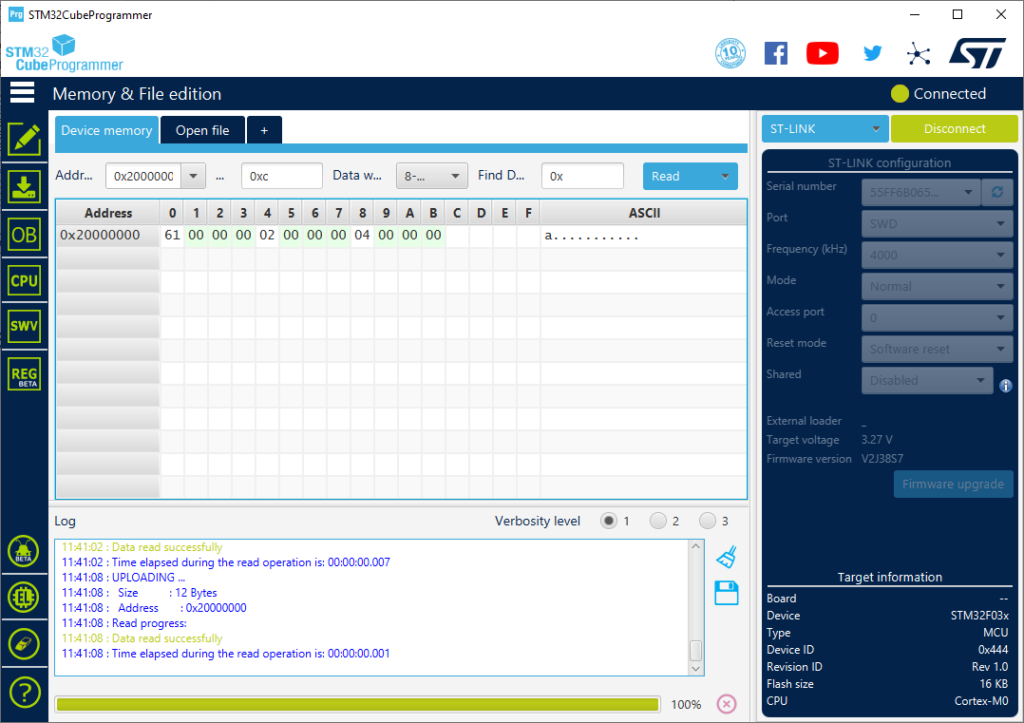 Prg STM32CubeProgrammer
STM32
CubeProgrammer
10
ST
Memory & File edition
Connected
Device memory Open file +
ST-LINK Disconnect
Addr... 0x2000000 ... 0xc Data w... 8-... Find D... 0x Read
ST-LINK configuration
Serial number 55FF6B065...
Port SWD
Frequency (kHz) 4000
Mode Normal
Access port 0
Reset mode Software reset
Shared Disabled
External loader _
Target voltage 3.27 V
Firmware version V2J38S7
Firmware upgrade
Address 0 1 2 3 4 5 6 7 8 9 A B C D E F ASCII
0x20000000 61 00 00 00 02 00 00 00 04 00 00 00 a...........
OB
CPU
SWV
REG
BETA
BETA
Log Verbosity level 1 2 3
11:41:02 : Data read successfully
11:41:02 : Time elapsed during the read operation is: 00:00:00.007
11:41:08 : UPLOADING ...
11:41:08 : Size : 12 Bytes
11:41:08 : Address : 0x20000000
11:41:08 : Read progress:
11:41:08 : Data read successfully
11:41:08 : Time elapsed during the read operation is: 00:00:00.001
100%
?
Target information
Board --
Device STM32F03x
Type MCU
Device ID 0x444
Revision ID Rev 1.0
Flash size 16 KB
CPU Cortex-M0